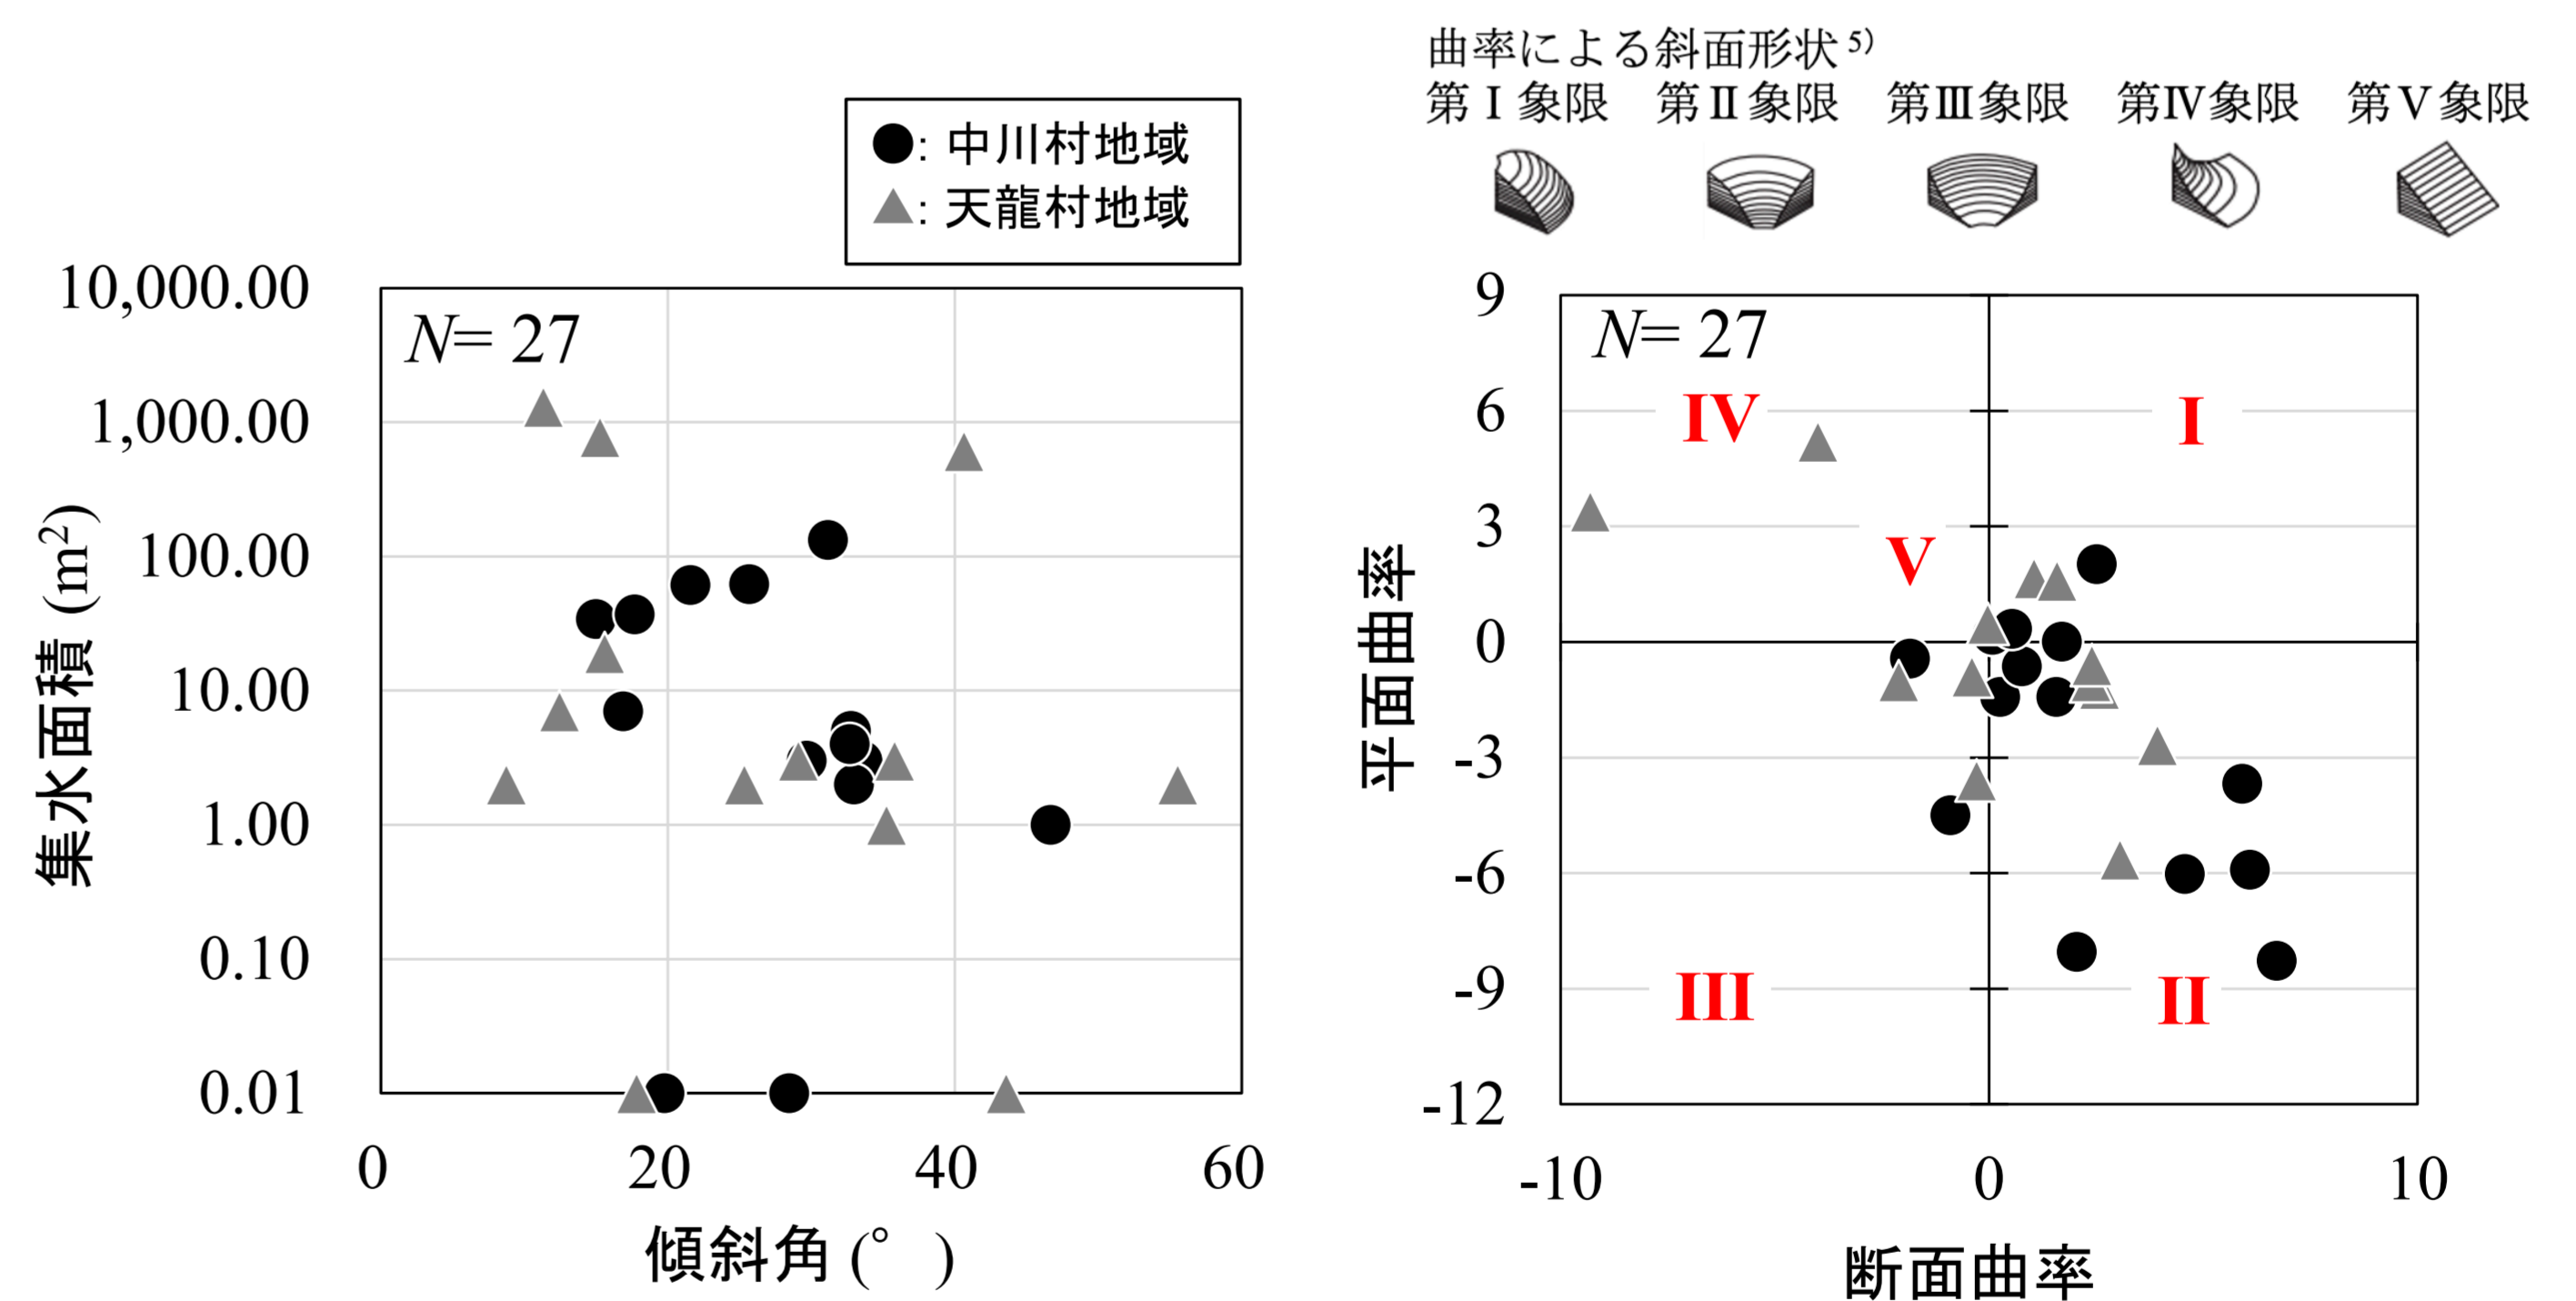 曲率による斜面形状 5)
第Ⅰ象限 第Ⅱ象限 第Ⅲ象限 第Ⅳ象限 第Ⅴ象限
●: 中川村地域
▲: 天龍村地域
N= 27
10,000.00
1,000.00
100.00
10.00
1.00
0.10
0.01
集水面積 (m2)
0 20 40 60
傾斜角 (° )
N= 27
IV I
V
III II
9
6
3
0
-3
-6
-9
-12
平面曲率
-10 0 10
断面曲率